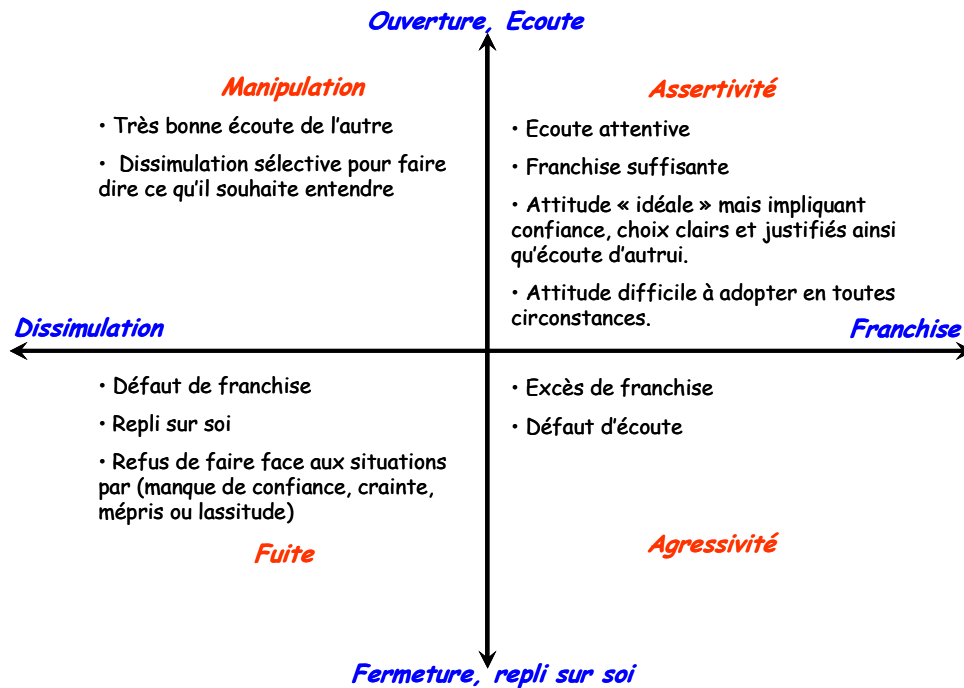 Ouverture, Ecoute
Manipulation
• Très bonne écoute de l'autre
• Dissimulation sélective pour faire
dire ce qu'il souhaite entendre
Assertivité
• Ecoute attentive
• Franchise suffisante
• Attitude « idéale » mais impliquant
confiance, choix clairs et justifiés ainsi
qu'écoute d'autrui.
• Attitude difficile à adopter en toutes
circonstances.
Dissimulation
Franchise
• Défaut de franchise
• Repli sur soi
• Refus de faire face aux situations
par (manque de confiance, crainte,
mépris ou lassitude)
Fuite
• Excès de franchise
• Défaut d'écoute
Agressivité
Fermeture, repli sur soi